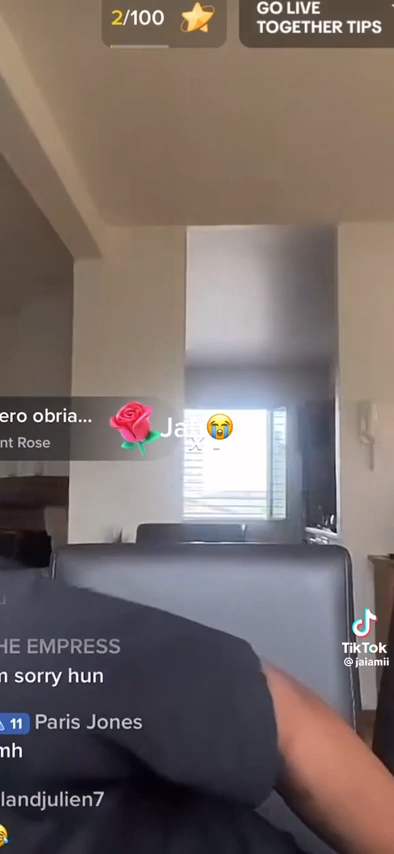 2/100
GO LIVE
TOGETHER TIPS
ero obria...
nt Rose
HE EMPRESS
m sorry hun
11 Paris Jones
mh
landjulien7
TikTok
@jaiamii